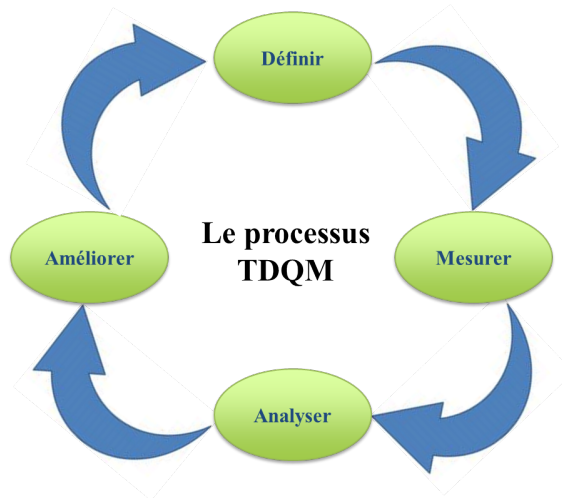 Définir
Le processus
TDQM
Améliorer
Mesurer
Analyser